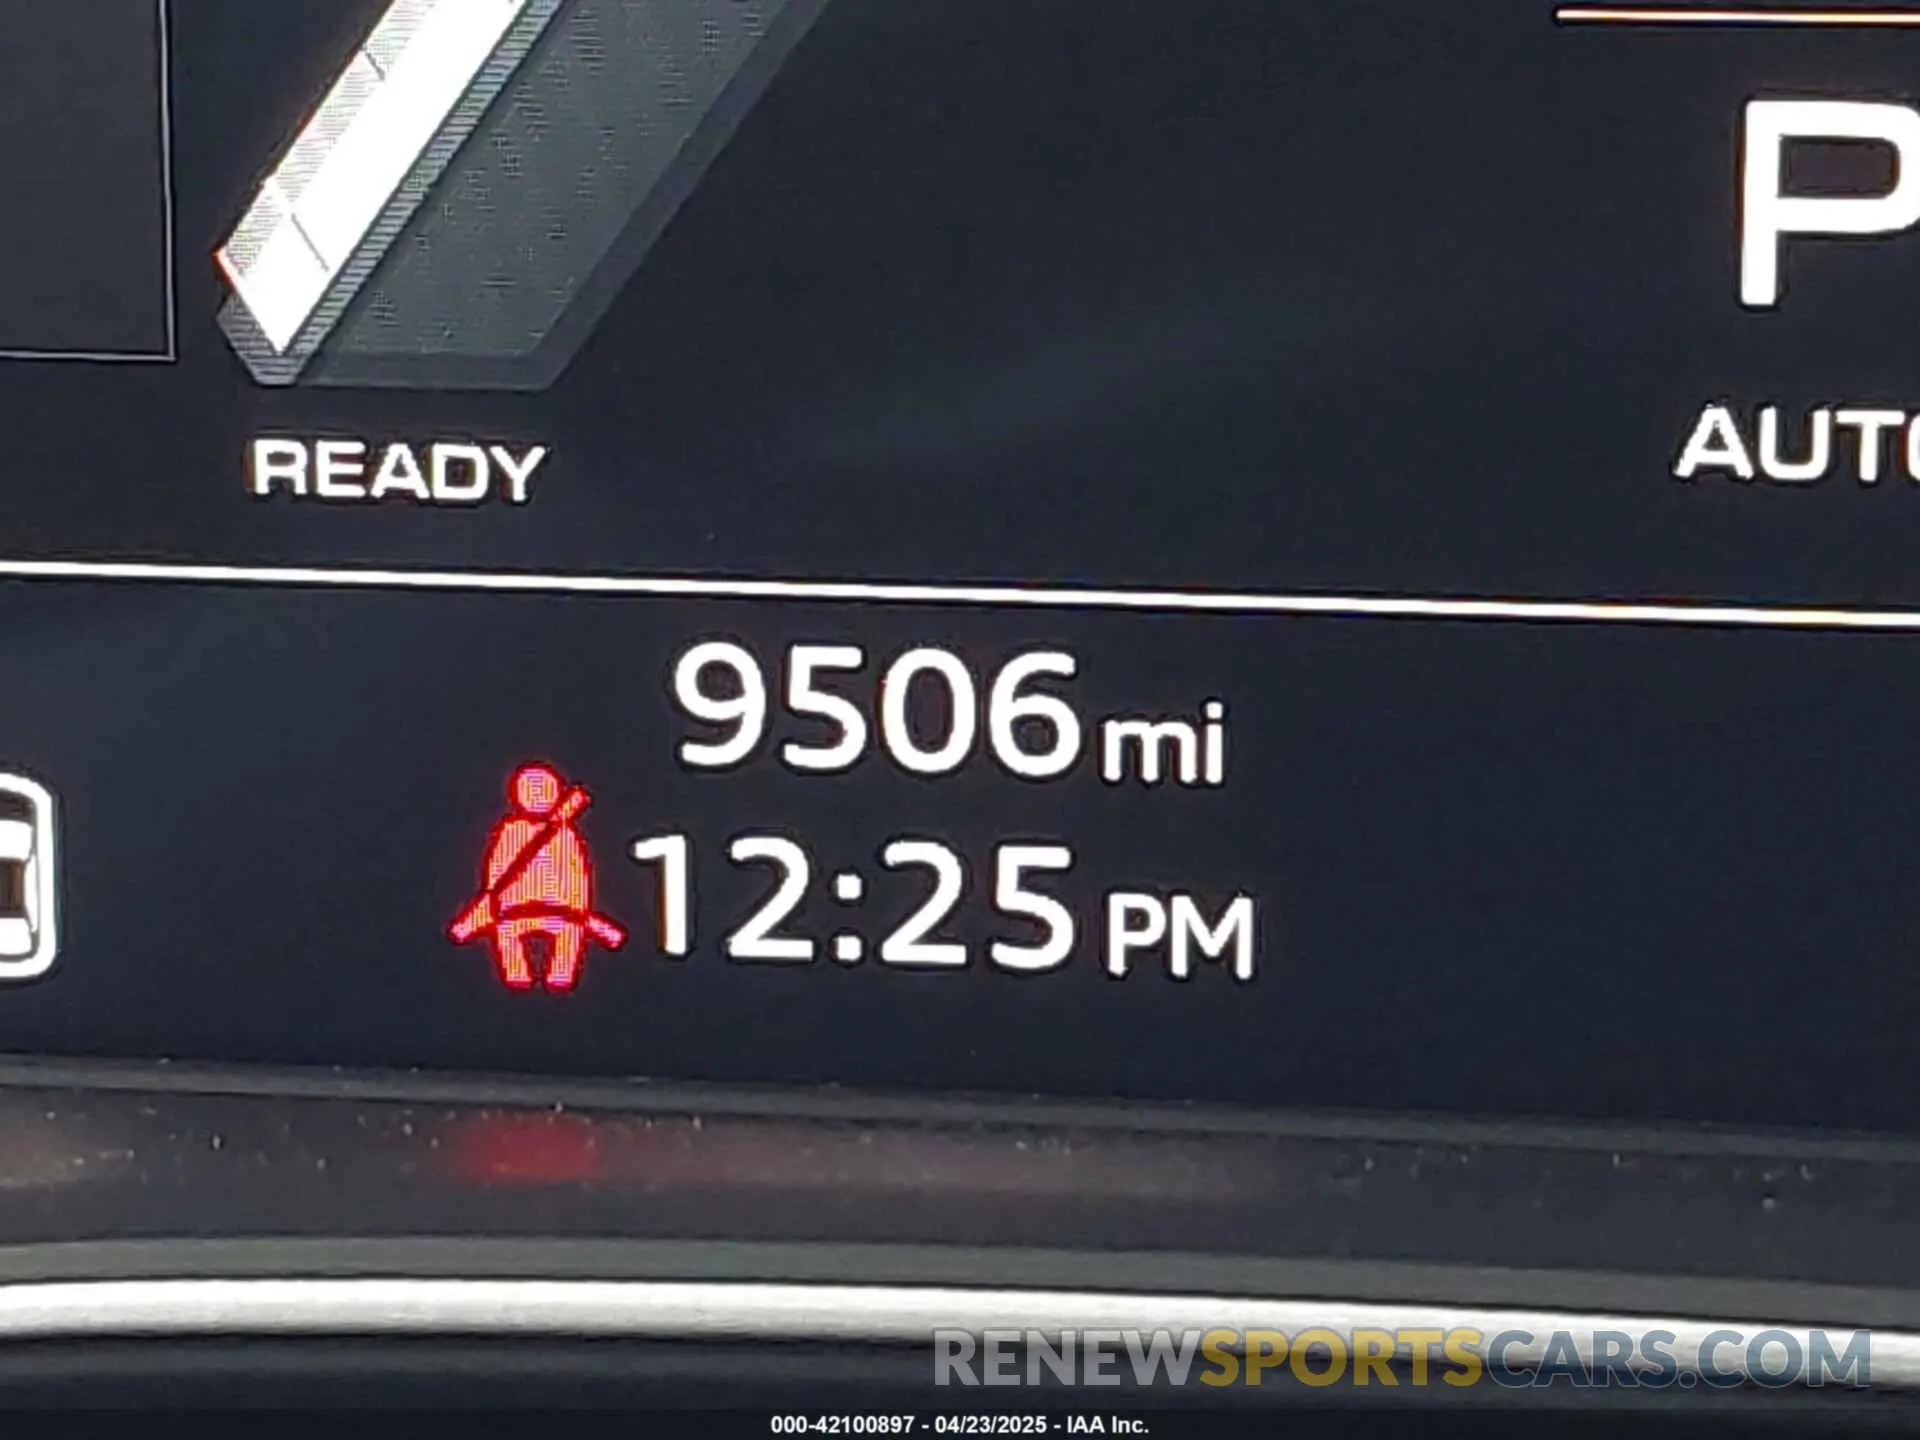 P
READY
AUTO
9506 mi
12:25 PM
RENEWSPORTSCARS.COM
000-42100897 - 04/23/2025 - IAA Inc.